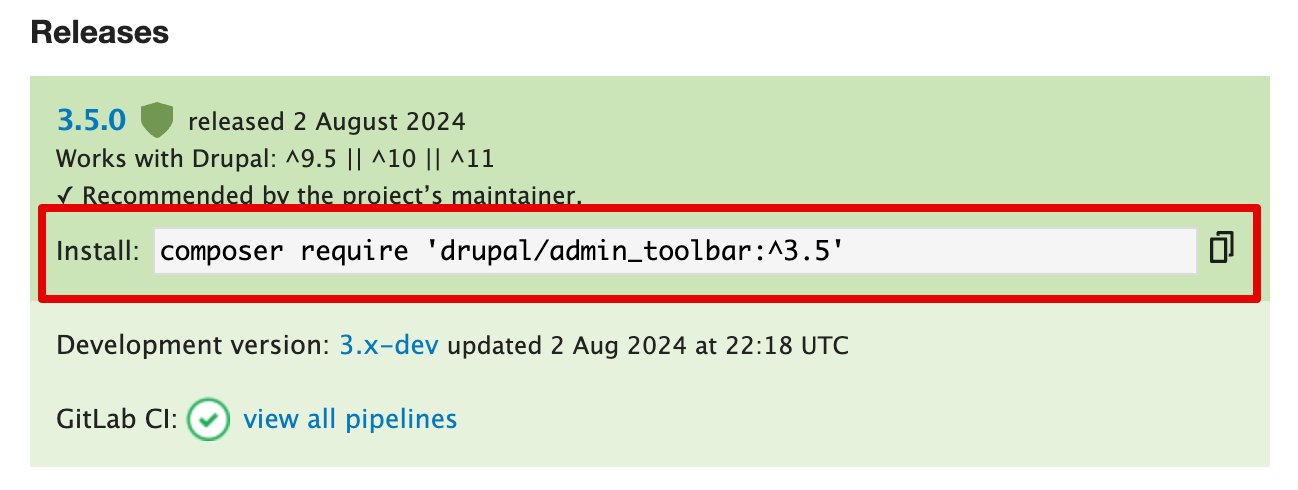 Releases
3.5.0 released 2 August 2024
Works with Drupal: ^9.5 || ^10 || ^11
✓ Recommended by the project’s maintainer.
Install: composer require 'drupal/admin_toolbar:^3.5'
Development version: 3.x-dev updated 2 Aug 2024 at 22:18 UTC
GitLab CI: view all pipelines